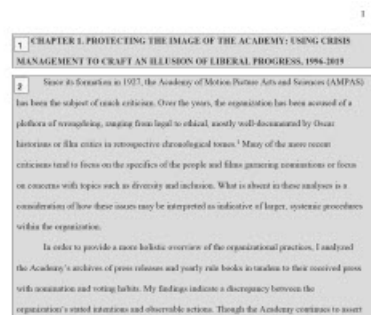 1
1 CHAPTER 1. PROTECTING THE IMAGE OF THE ACADEMY: USING CRISIS
MANAGEMENT TO CRAFT AN ILLUSION OF LIBERAL PROGRESS, 1996-2019
2 Since its formation in 1927, the Academy of Motion Picture Arts and Sciences (AMPAS)
has been the subject of much criticism. Over the years, the organization has been accused of a
plethora of wrongdoing, ranging from legal to ethical, mostly well-documented by Oscar
historians or film critics in retrospective chronological tomes.¹ Many of the more recent
criticisms tend to focus on the specifics of the people and films garnering nominations or focus
on concerns with topics such as diversity and inclusion. What is absent in these analyses is a
consideration of how these issues may be interpreted as indicative of larger, systemic procedures
within the organization.
In order to provide a more holistic overview of the organizational practices, I analyzed
the Academy's archives of press releases and yearly rule books in tandem to their received press
with nomination and voting habits. My findings indicate a discrepancy between the
organization's stated intentions and observable actions. Though the Academy continues to assert